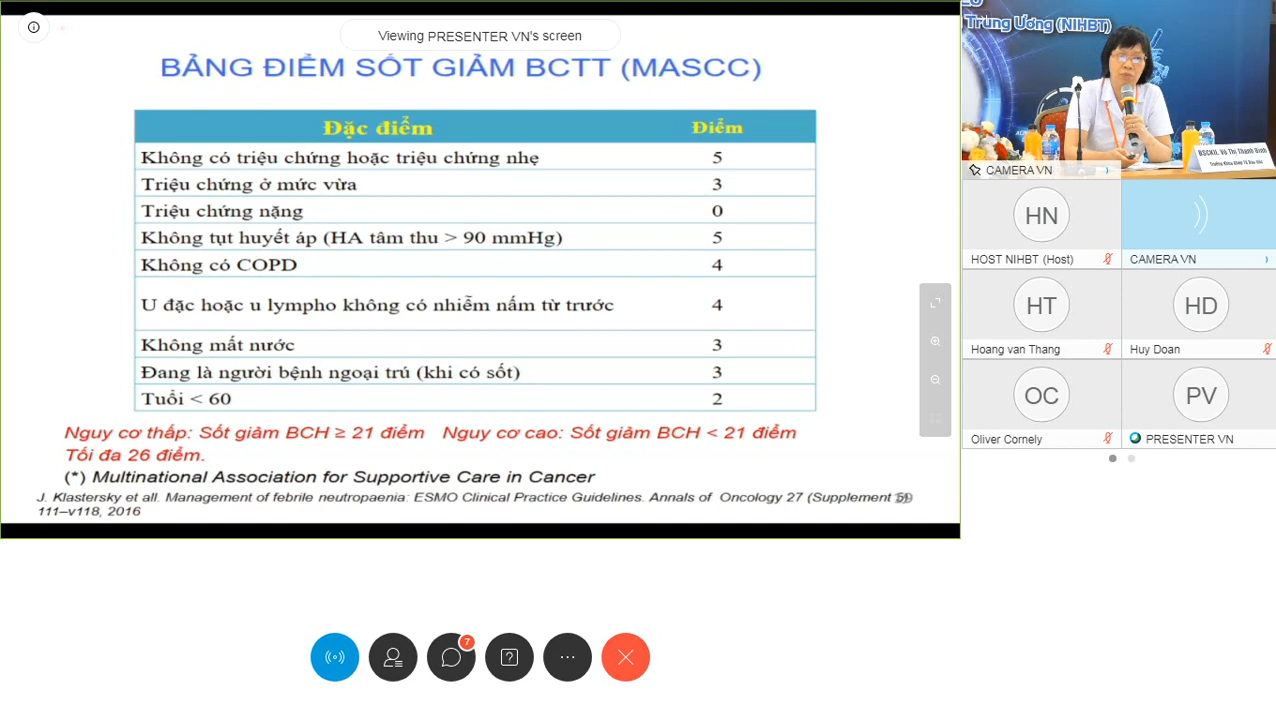 Viewing PRESENTER VN's screen
BẢNG ĐIỂM SỐT GIẢM BCTT (MASCC)
Đặc điểm Điểm
Không có triệu chứng hoặc triệu chứng nhẹ 5
Triệu chứng ở mức vừa 3
Triệu chứng nặng 0
Không tụt huyết áp (HA tâm thu > 90 mmHg) 5
Không có COPD 4
U đặc hoặc u lympho không có nhiễm nấm từ trước 4
Không mất nước 3
Đang là người bệnh ngoại trú (khi có sốt) 3
Tuổi < 60 2
Nguy cơ thấp: Sốt giảm BCH ≥ 21 điểm Nguy cơ cao: Sốt giảm BCH < 21 điểm
Tối đa 26 điểm.
(*) Multinational Association for Supportive Care in Cancer
J. Klastersky et all. Management of febrile neutropaenia: ESMO Clinical Practice Guidelines. Annals of Oncology 27 (Supplement 5)
111–v118, 2016
Trung Ương (NIHBT)
BSCKII. Võ Thị Thanh Bình
CAMERA VN
HN
HOST NIHBT (Host) CAMERA VN
HT HD
Hoang van Thang Huy Doan
OC PV
Oliver Cornely PRESENTER VN
7